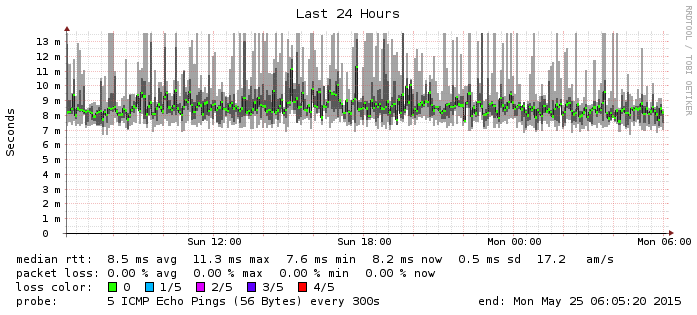 Last 24 Hours
RRDTOOL / TOBI OETIKER
Seconds
13 m
12 m
11 m
10 m
9 m
8 m
7 m
6 m
5 m
4 m
3 m
2 m
1 m
0
Sun 12:00 Sun 18:00 Mon 00:00 Mon 06:00
median rtt: 8.5 ms avg 11.3 ms max 7.6 ms min 8.2 ms now 0.5 ms sd 17.2 am/s
packet loss: 0.00 % avg 0.00 % max 0.00 % min 0.00 % now
loss color: 0 1/5 2/5 3/5 4/5
probe: 5 ICMP Echo Pings (56 Bytes) every 300s end: Mon May 25 06:05:20 2015